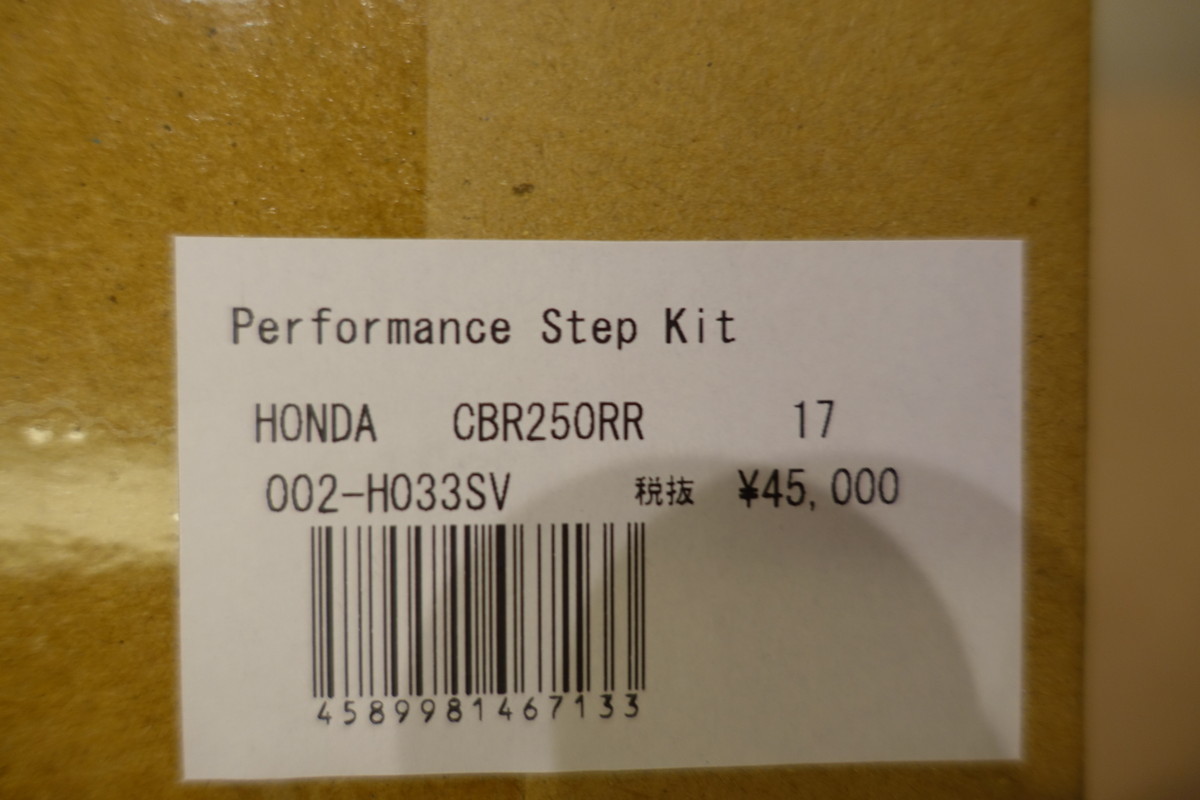 Performance Step Kit
HONDA CBR250RR 17
002-H033SV 税抜 ¥45,000
4589981467133